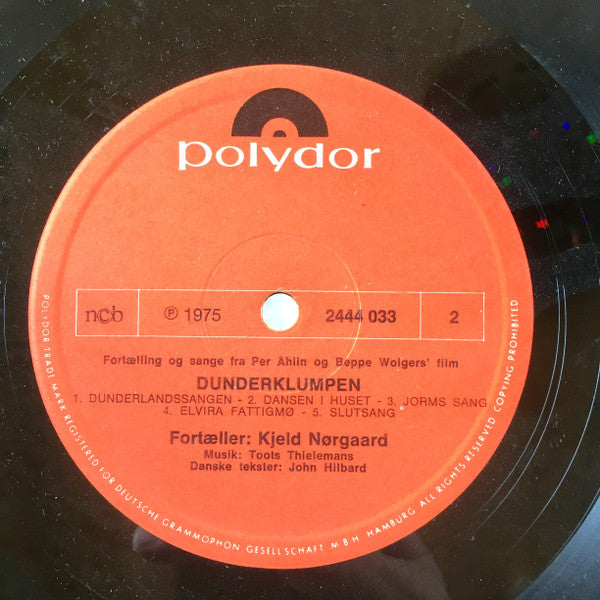 polydor
ncb
℗ 1975
2444 033
2
Fortælling og sange fra Per Åhlin og Beppe Wolgers' film
DUNDERKLUMPEN
1. DUNDERLANDSSANGEN - 2. DANSEN I HUSET - 3. JORMS SANG
4. ELVIRA FATTIGMØ - 5. SLUTSANG
Fortæller: Kjeld Nørgaard
Musik: Toots Thielemans
Danske tekster: John Hilbard
POLYDOR TRADE MARK REGISTERED FOR DEUTSCHE GRAMMOPHON GESELLSCHAFT M B H HAMBURG ALL RIGHTS RESERVED COPYING PROHIBITED